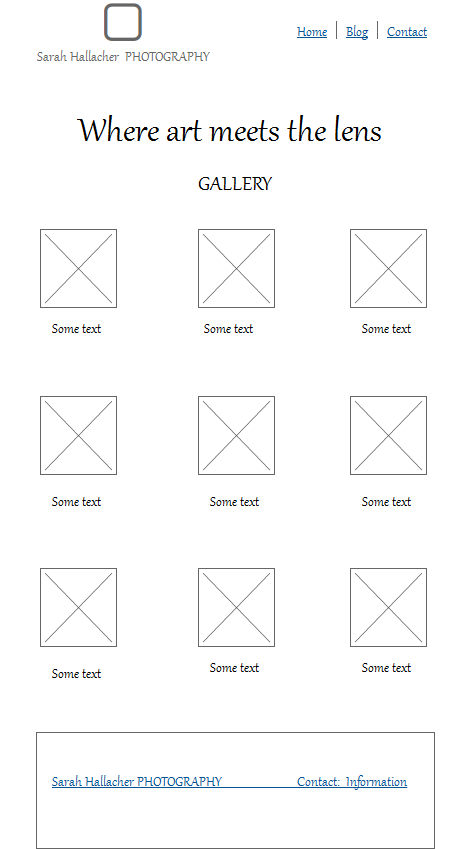 Home | Blog | Contact
Sarah Hallacher PHOTOGRAPHY
Where art meets the lens
GALLERY
Some text Some text Some text
Some text Some text Some text
Some text Some text Some text
Sarah Hallacher PHOTOGRAPHY Contact: Information